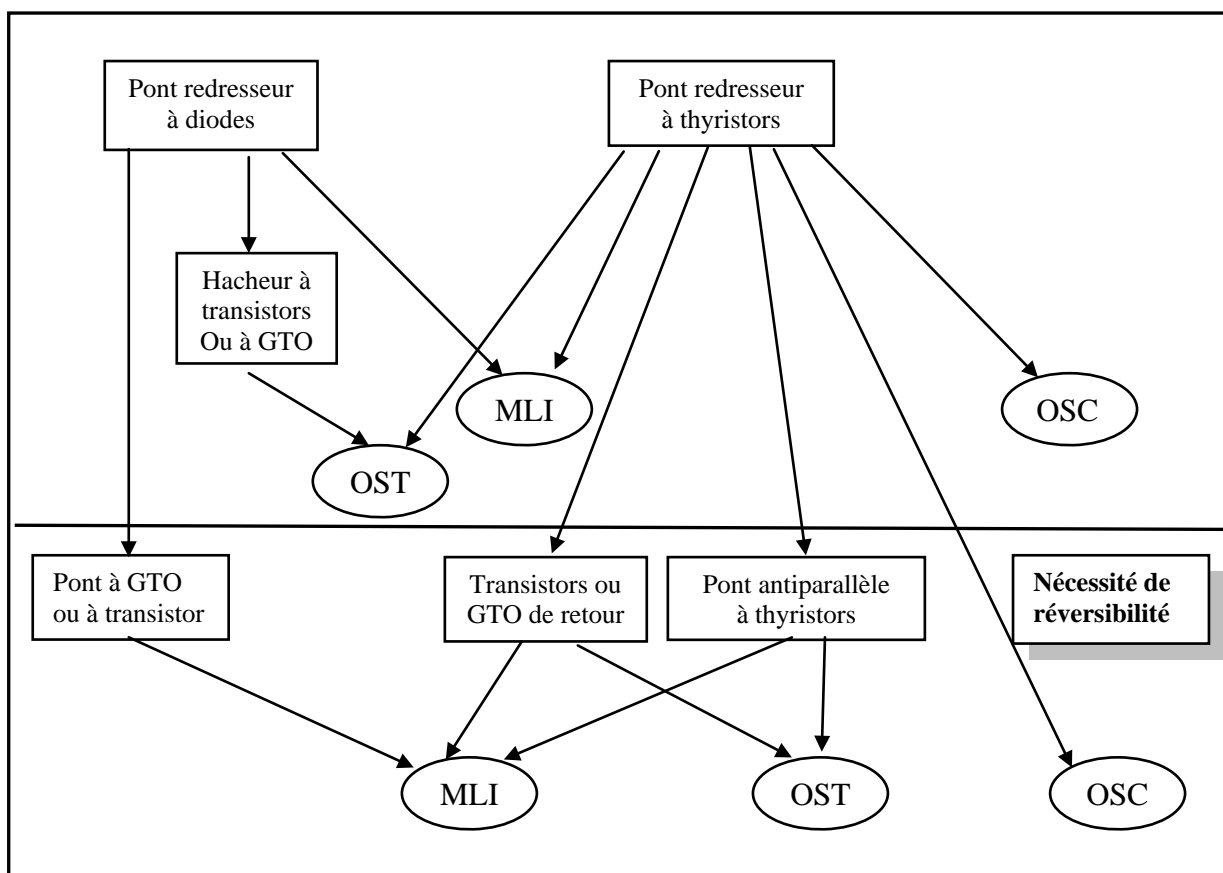 Pont redresseur
à diodes
Pont redresseur
à thyristors
Hacheur à
transistors
Ou à GTO
MLI
OSC
OST
Pont à GTO
ou à transistor
Transistors ou
GTO de retour
Pont antiparallèle
à thyristors
Nécessité de
réversibilité
MLI
OST
OSC